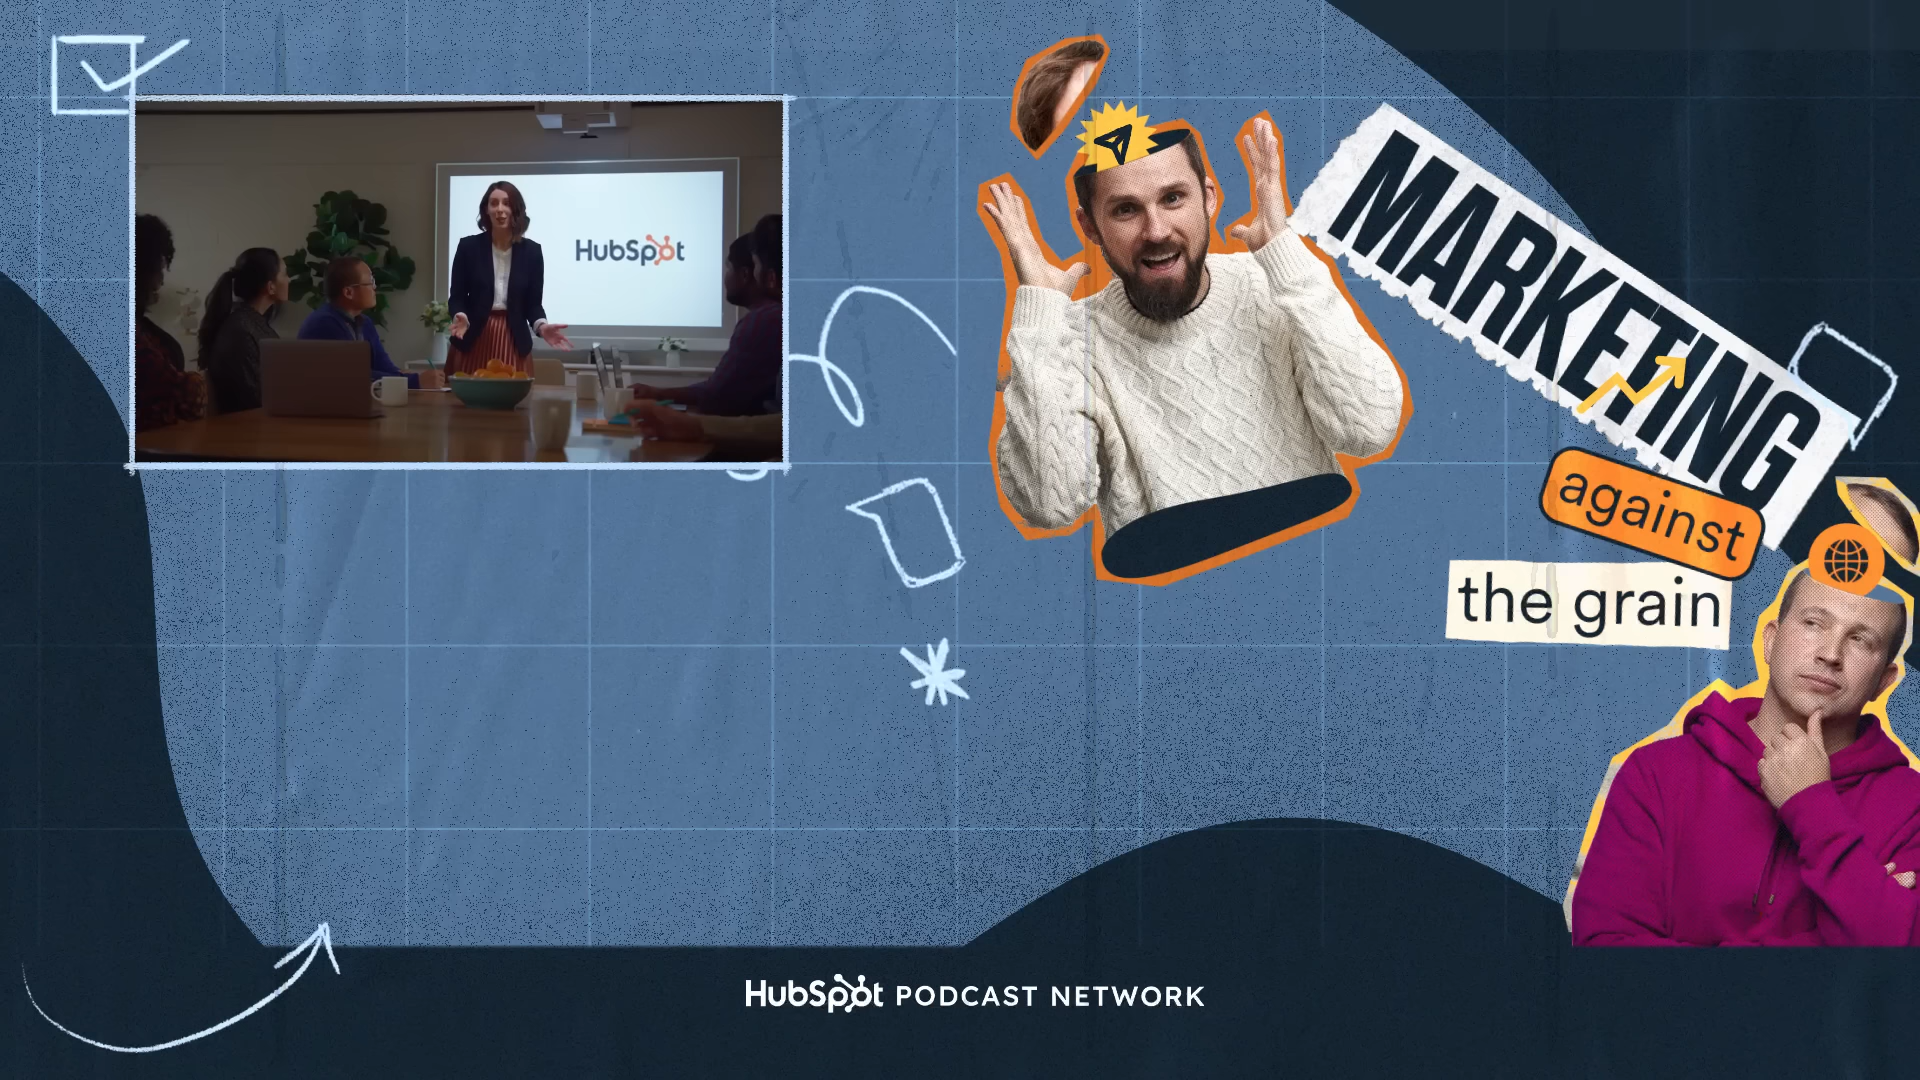 HubSpot
MARKETING
against
the grain
HubSpot PODCAST NETWORK